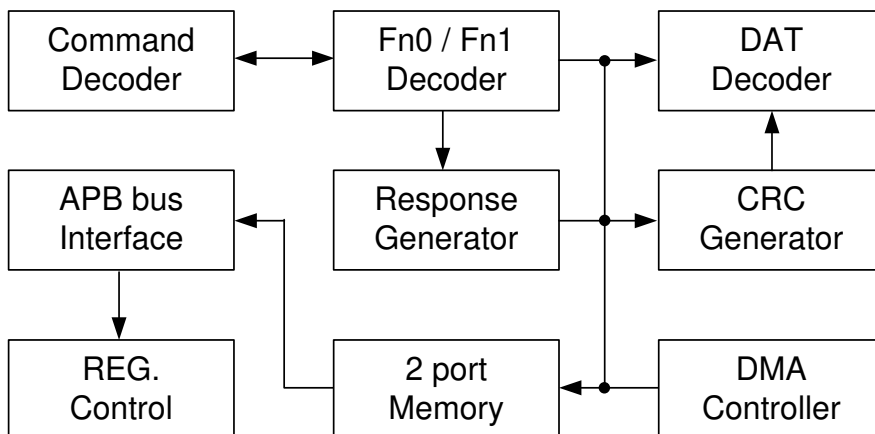 Command
Decoder
Fn0 / Fn1
Decoder
DAT
Decoder
APB bus
Interface
Response
Generator
CRC
Generator
REG.
Control
2 port
Memory
DMA
Controller